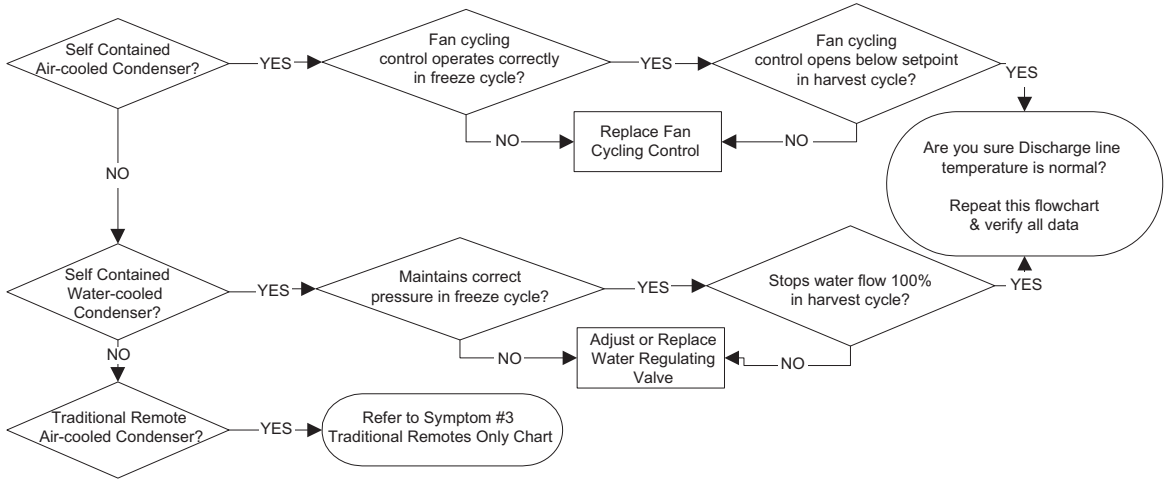 Self Contained
Air-cooled Condenser?
YES
Fan cycling
control operates correctly
in freeze cycle?
YES
Fan cycling
control opens below setpoint
in harvest cycle?
YES
NO
Replace Fan
Cycling Control
NO
Are you sure Discharge line
temperature is normal?
Repeat this flowchart
& verify all data
NO
Self Contained
Water-cooled
Condenser?
YES
Maintains correct
pressure in freeze cycle?
YES
Stops water flow 100%
in harvest cycle?
YES
NO
Adjust or Replace
Water Regulating
Valve
NO
NO
Traditional Remote
Air-cooled Condenser?
YES
Refer to Symptom #3
Traditional Remotes Only Chart